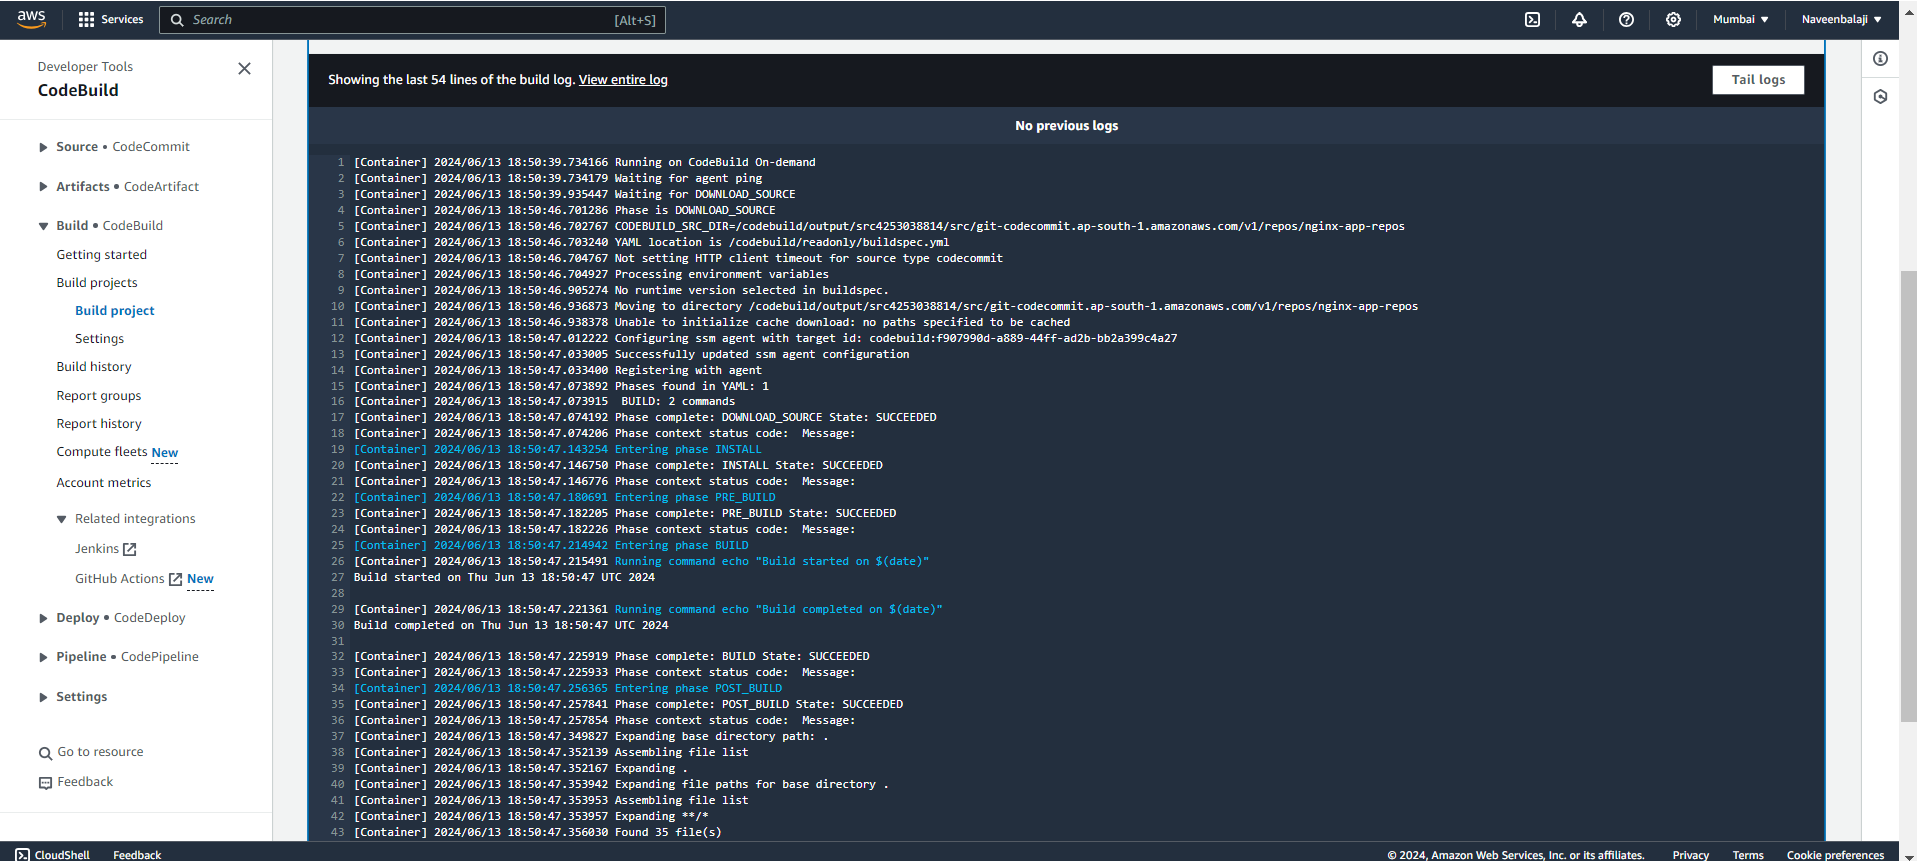 aws Services Search [Alt+S] Mumbai Naveenbalaji
Developer Tools
CodeBuild
Source • CodeCommit
Artifacts • CodeArtifact
Build • CodeBuild
Getting started
Build projects
Build project
Settings
Build history
Report groups
Report history
Compute fleets New
Account metrics
Related integrations
Jenkins
GitHub Actions New
Deploy • CodeDeploy
Pipeline • CodePipeline
Settings
Go to resource
Feedback
Showing the last 54 lines of the build log. View entire log
Tail logs
No previous logs
1 [Container] 2024/06/13 18:50:39.734166 Running on CodeBuild On-demand
2 [Container] 2024/06/13 18:50:39.734179 Waiting for agent ping
3 [Container] 2024/06/13 18:50:39.935447 Waiting for DOWNLOAD_SOURCE
4 [Container] 2024/06/13 18:50:46.701286 Phase is DOWNLOAD_SOURCE
5 [Container] 2024/06/13 18:50:46.702767 CODEBUILD_SRC_DIR=/codebuild/output/src4253038814/src/git-codecommit.ap-south-1.amazonaws.com/v1/repos/nginx-app-repos
6 [Container] 2024/06/13 18:50:46.703240 YAML location is /codebuild/readonly/buildspec.yml
7 [Container] 2024/06/13 18:50:46.704767 Not setting HTTP client timeout for source type codecommit
8 [Container] 2024/06/13 18:50:46.704927 Processing environment variables
9 [Container] 2024/06/13 18:50:46.905274 No runtime version selected in buildspec.
10 [Container] 2024/06/13 18:50:46.936873 Moving to directory /codebuild/output/src4253038814/src/git-codecommit.ap-south-1.amazonaws.com/v1/repos/nginx-app-repos
11 [Container] 2024/06/13 18:50:46.938378 Unable to initialize cache download: no paths specified to be cached
12 [Container] 2024/06/13 18:50:47.012222 Configuring ssm agent with target id: codebuild:f907990d-a889-44ff-ad2b-bb2a399c4a27
13 [Container] 2024/06/13 18:50:47.033005 Successfully updated ssm agent configuration
14 [Container] 2024/06/13 18:50:47.033400 Registering with agent
15 [Container] 2024/06/13 18:50:47.073892 Phases found in YAML: 1
16 [Container] 2024/06/13 18:50:47.073915  BUILD: 2 commands
17 [Container] 2024/06/13 18:50:47.074192 Phase complete: DOWNLOAD_SOURCE State: SUCCEEDED
18 [Container] 2024/06/13 18:50:47.074206 Phase context status code:  Message:
19 [Container] 2024/06/13 18:50:47.143254 Entering phase INSTALL
20 [Container] 2024/06/13 18:50:47.146750 Phase complete: INSTALL State: SUCCEEDED
21 [Container] 2024/06/13 18:50:47.146776 Phase context status code:  Message:
22 [Container] 2024/06/13 18:50:47.180691 Entering phase PRE_BUILD
23 [Container] 2024/06/13 18:50:47.182205 Phase complete: PRE_BUILD State: SUCCEEDED
24 [Container] 2024/06/13 18:50:47.182226 Phase context status code:  Message:
25 [Container] 2024/06/13 18:50:47.214942 Entering phase BUILD
26 [Container] 2024/06/13 18:50:47.215491 Running command echo "Build started on $(date)"
27 Build started on Thu Jun 13 18:50:47 UTC 2024
28
29 [Container] 2024/06/13 18:50:47.221361 Running command echo "Build completed on $(date)"
30 Build completed on Thu Jun 13 18:50:47 UTC 2024
31
32 [Container] 2024/06/13 18:50:47.225919 Phase complete: BUILD State: SUCCEEDED
33 [Container] 2024/06/13 18:50:47.225933 Phase context status code:  Message:
34 [Container] 2024/06/13 18:50:47.256365 Entering phase POST_BUILD
35 [Container] 2024/06/13 18:50:47.257841 Phase complete: POST_BUILD State: SUCCEEDED
36 [Container] 2024/06/13 18:50:47.257854 Phase context status code:  Message:
37 [Container] 2024/06/13 18:50:47.349827 Expanding base directory path: .
38 [Container] 2024/06/13 18:50:47.352139 Assembling file list
39 [Container] 2024/06/13 18:50:47.352167 Expanding .
40 [Container] 2024/06/13 18:50:47.353942 Expanding file paths for base directory .
41 [Container] 2024/06/13 18:50:47.353953 Assembling file list
42 [Container] 2024/06/13 18:50:47.353957 Expanding **/*
43 [Container] 2024/06/13 18:50:47.356030 Found 35 file(s)
CloudShell Feedback © 2024, Amazon Web Services, Inc. or its affiliates. Privacy Terms Cookie preferences